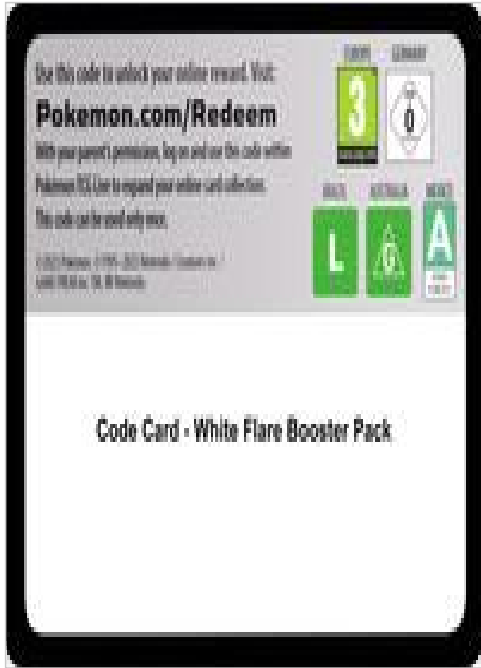 Use this code to unlock your online reward. Visit:
Pokemon.com/Redeem
With your parent's permission, log on and use this code within
Pokémon TCG Live to expand your online card collection.
This code can be used only once.
EUROPE GERMANY
3
USK
0
BRAZIL AUSTRALIA MEXICO
L
G
A
Code Card - White Flare Booster Pack